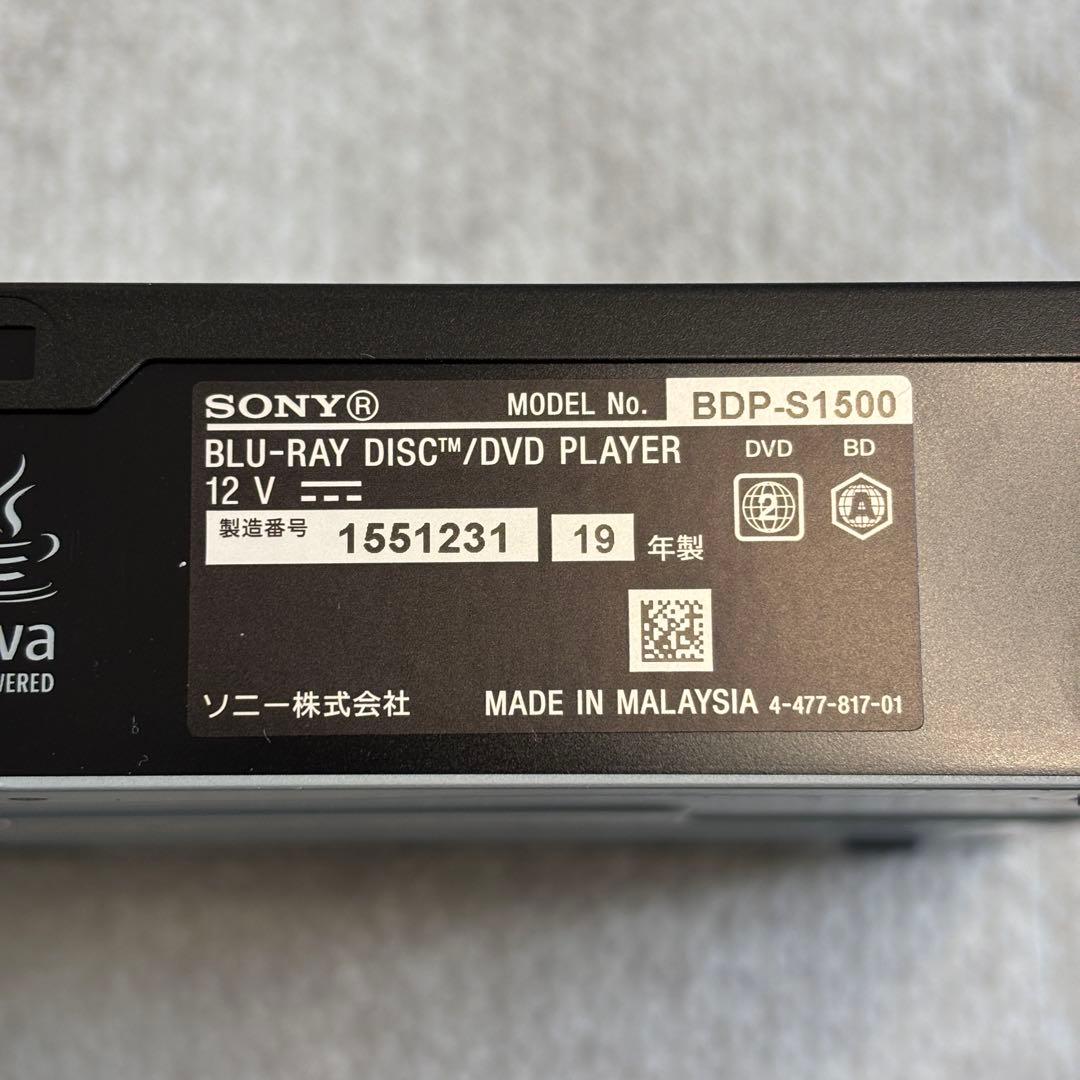 SONY® MODEL No. BDP-S1500
BLU-RAY DISC™/DVD PLAYER DVD BD
12 V
2 A
製造番号 1551231 19 年製
ソニー株式会社 MADE IN MALAYSIA 4-477-817-01
va
VERED